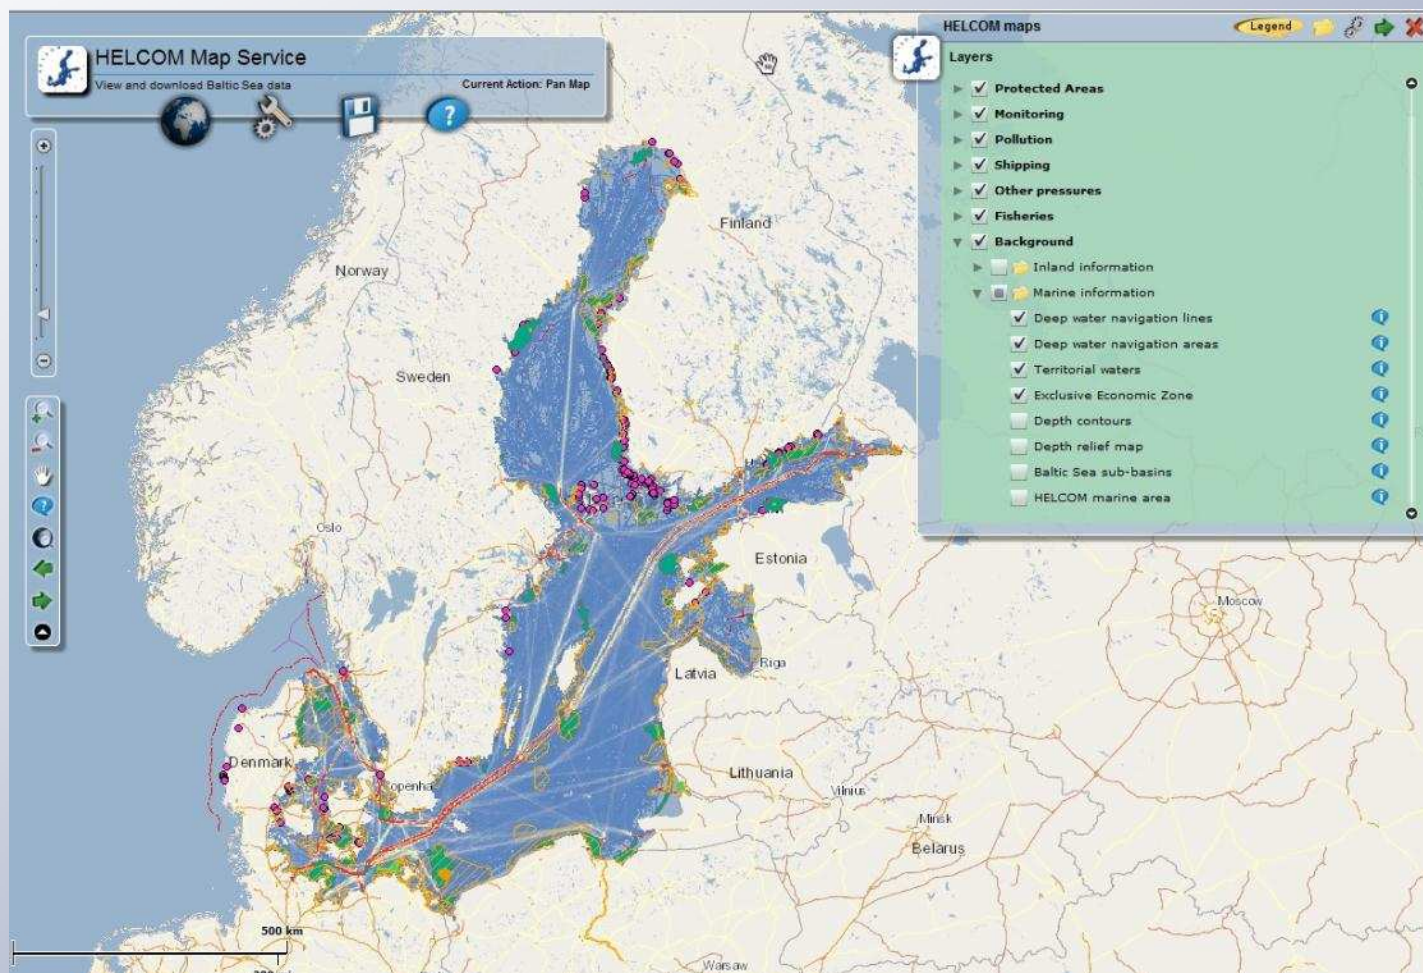 HELCOM Map Service
View and download Baltic Sea data
Current Action: Pan Map
HELCOM maps
Legend
Layers
Protected Areas
Monitoring
Pollution
Shipping
Other pressures
Fisheries
Background
Inland information
Marine information
Deep water navigation lines
Deep water navigation areas
Territorial waters
Exclusive Economic Zone
Depth contours
Depth relief map
Baltic Sea sub-basins
HELCOM marine area
Finland
Norway
Sweden
Oslo
Estonia
Moscow
Latvia
Riga
Denmark
openha
Lithuania
Vilnius
Minsk
Belarus
500 km
Warsaw